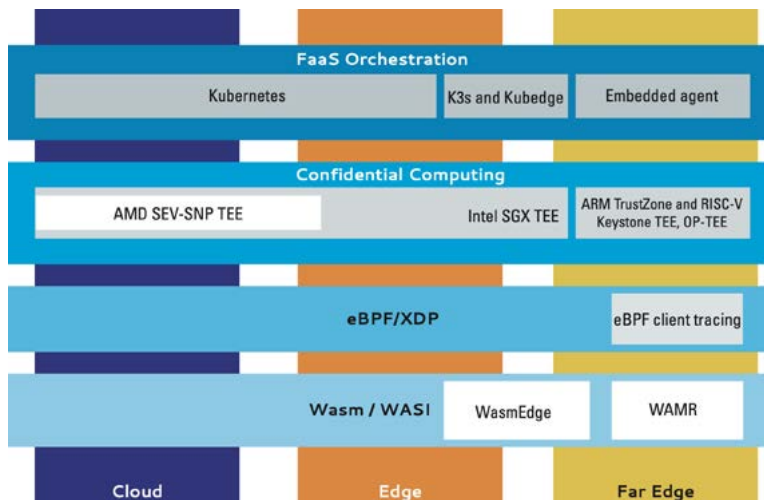 FaaS Orchestration
Kubernetes
K3s and Kubedge
Embedded agent
Confidential Computing
AMD SEV-SNP TEE
Intel SGX TEE
ARM TrustZone and RISC-V
Keystone TEE, OP-TEE
eBPF/XDP
eBPF client tracing
Wasm / WASI
WasmEdge
WAMR
Cloud
Edge
Far Edge